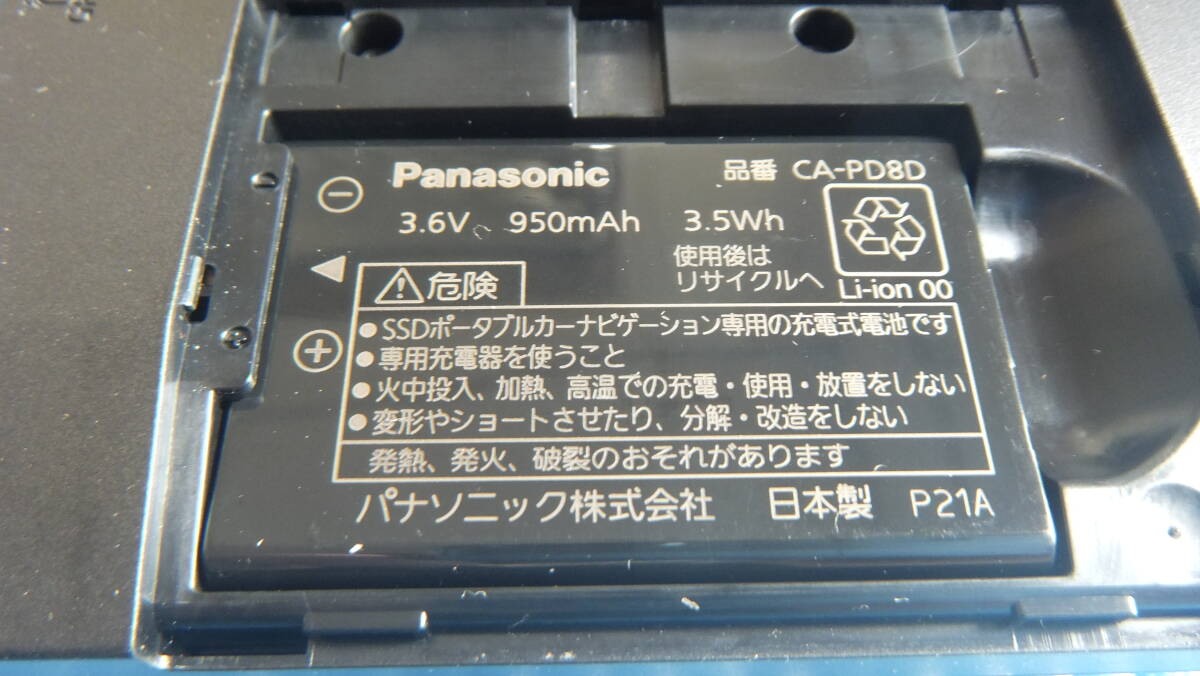 Panasonic 品番 CA-PD8D
3.6V 950mAh 3.5Wh
使用後は
リサイクルへ
Li-ion 00
危険
●SSDポータブルカーナビゲーション専用の充電式電池です
●専用充電器を使うこと
●火中投入、加熱、高温での充電・使用・放置をしない
●変形やショートさせたり、分解・改造をしない
発熱、発火、破裂のおそれがあります
パナソニック株式会社 日本製 P21A